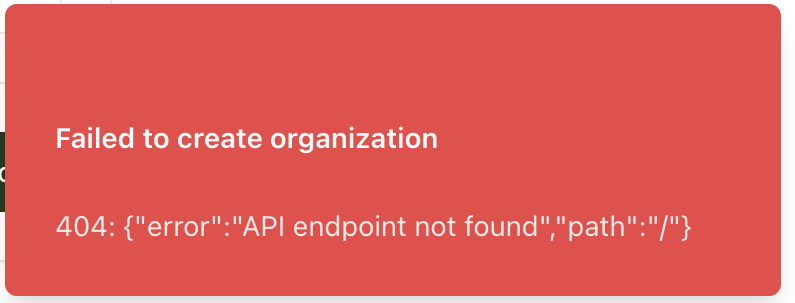 Failed to create organization
404: {"error":"API endpoint not found","path":"/"}